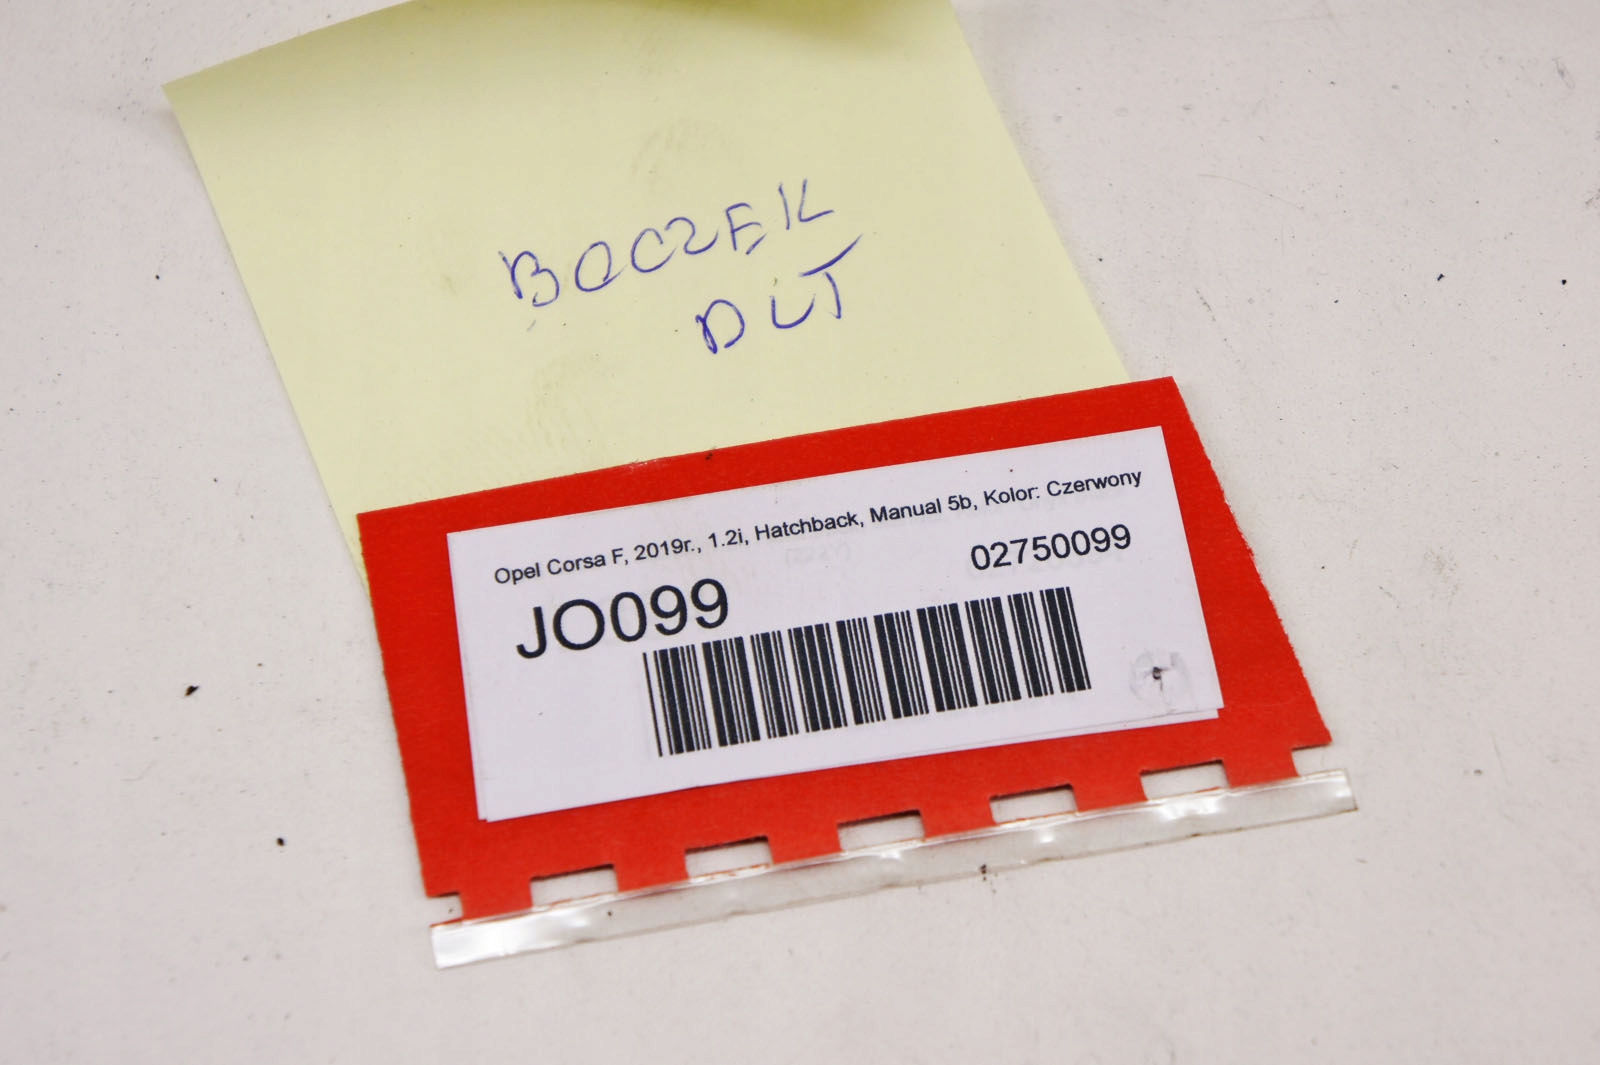 BOCZEK
DLT
Opel Corsa F, 2019r., 1.2i, Hatchback, Manual 5b, Kolor: Czerwony
02750099
JO099